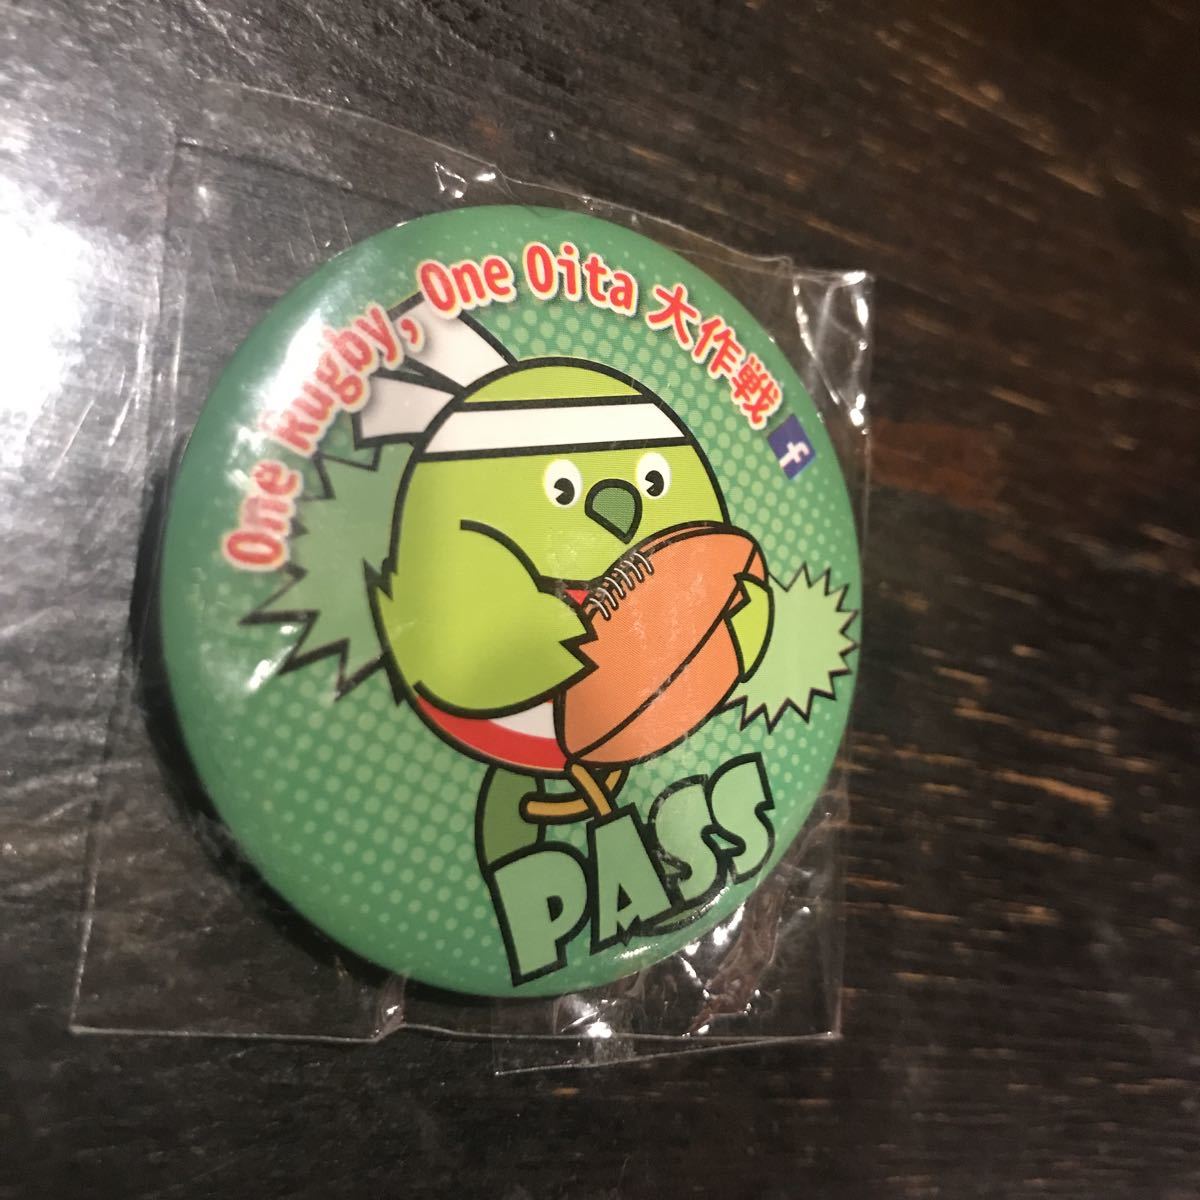 One Rugby, One Oita 大作戦 f
PASS